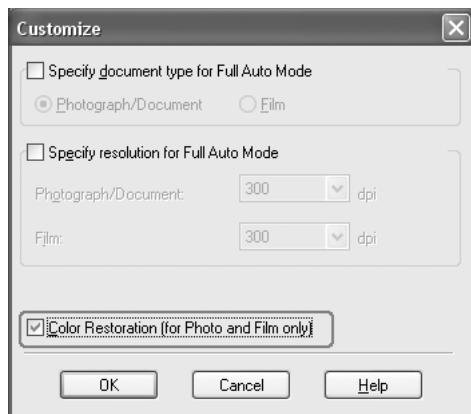 Customize
Specify document type for Full Auto Mode
Photograph/Document Film
Specify resolution for Full Auto Mode
Photograph/Document: 300 dpi
Film: 300 dpi
Color Restoration (for Photo and Film only)
OK Cancel Help